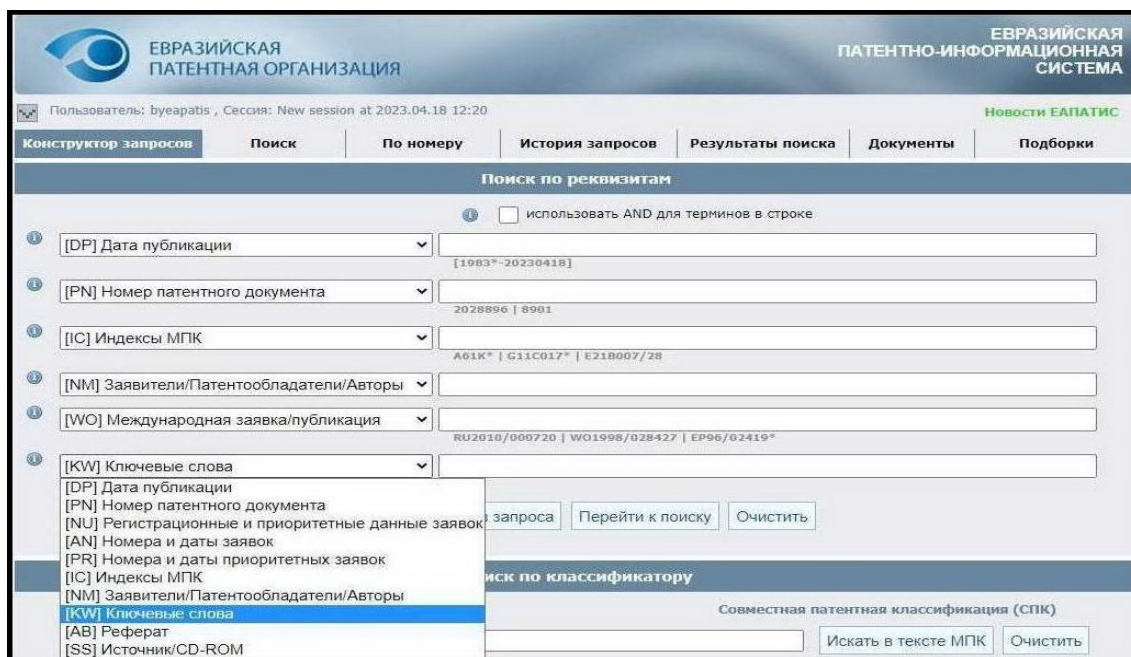 ЕВРАЗИЙСКАЯ
ПАТЕНТНАЯ ОРГАНИЗАЦИЯ
ЕВРАЗИЙСКАЯ
ПАТЕНТНО-ИНФОРМАЦИОННАЯ
СИСТЕМА
Пользователь: byeapatis , Сессия: New session at 2023.04.18 12:20
Новости ЕАПАТИС
Конструктор запросов Поиск По номеру История запросов Результаты поиска Документы Подборки
Поиск по реквизитам
использовать AND для терминов в строке
[DP] Дата публикации
[1983*-20230418]
[PN] Номер патентного документа
2028896 | 8901
[IC] Индексы МПК
A61K* | G11C017* | E21B007/28
[NM] Заявители/Патентообладатели/Авторы
[WO] Международная заявка/публикация
RU2010/000720 | WO1998/028427 | EP96/02419*
[KW] Ключевые слова
[DP] Дата публикации
[PN] Номер патентного документа
[NU] Регистрационные и приоритетные данные заявок
запроса Перейти к поиску Очистить
[AN] Номера и даты заявок
[PR] Номера и даты приоритетных заявок
[IC] Индексы МПК
иск по классификатору
[NM] Заявители/Патентообладатели/Авторы
[KW] Ключевые слова
Совместная патентная классификация (СПК)
[AB] Реферат
[SS] Источник/CD-ROM
Искать в тексте МПК Очистить